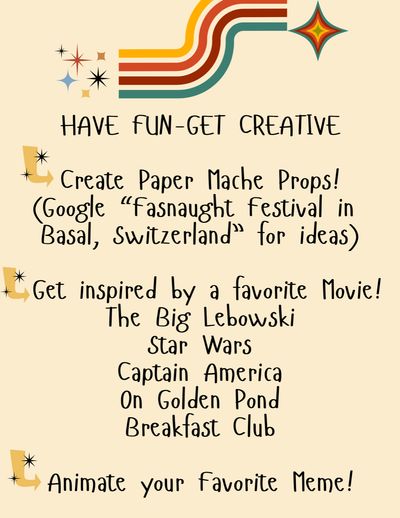 HAVE FUN-GET CREATIVE
Create Paper Mache Props!
(Google "Fasnaught Festival in
Basal, Switzerland" for ideas)
Get inspired by a favorite Movie!
The Big Lebowski
Star Wars
Captain America
On Golden Pond
Breakfast Club
Animate your Favorite Meme!